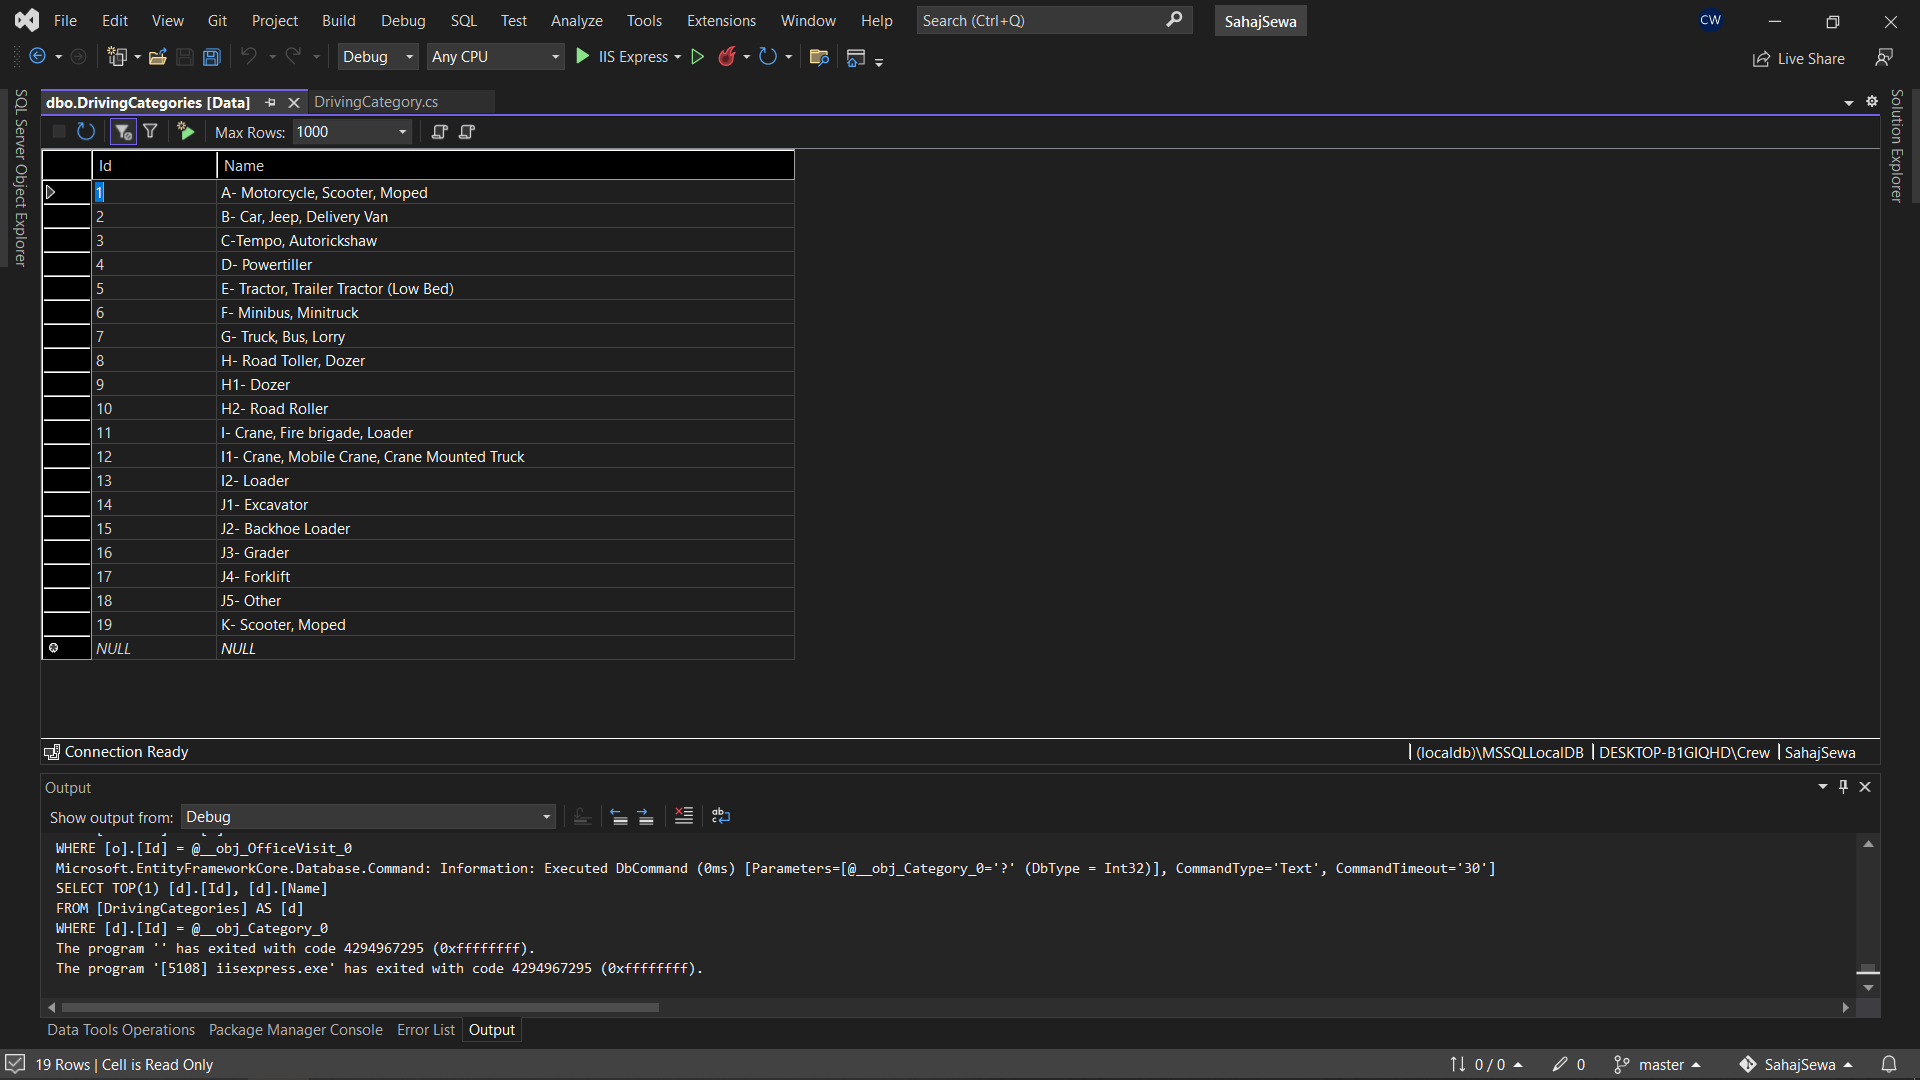 File Edit View Git Project Build Debug SQL Test Analyze Tools Extensions Window Help Search (Ctrl+Q) SahajSewa CW
Debug Any CPU IIS Express Live Share
SQL Server Object Explorer
Solution Explorer
dbo.DrivingCategories [Data] DrivingCategory.cs
Max Rows: 1000
Id Name
1 A- Motorcycle, Scooter, Moped
2 B- Car, Jeep, Delivery Van
3 C-Tempo, Autorickshaw
4 D- Powertiller
5 E- Tractor, Trailer Tractor (Low Bed)
6 F- Minibus, Minitruck
7 G- Truck, Bus, Lorry
8 H- Road Toller, Dozer
9 H1- Dozer
10 H2- Road Roller
11 I- Crane, Fire brigade, Loader
12 I1- Crane, Mobile Crane, Crane Mounted Truck
13 I2- Loader
14 J1- Excavator
15 J2- Backhoe Loader
16 J3- Grader
17 J4- Forklift
18 J5- Other
19 K- Scooter, Moped
NULL NULL
Connection Ready (localdb)\MSSQLLocalDB DESKTOP-B1GIQHD\Crew SahajSewa
Output
Show output from: Debug
WHERE [o].[Id] = @__obj_OfficeVisit_0
Microsoft.EntityFrameworkCore.Database.Command: Information: Executed DbCommand (0ms) [Parameters=[@__obj_Category_0='?' (DbType = Int32)], CommandType='Text', CommandTimeout='30']
SELECT TOP(1) [d].[Id], [d].[Name]
FROM [DrivingCategories] AS [d]
WHERE [d].[Id] = @__obj_Category_0
The program '' has exited with code 4294967295 (0xffffffff).
The program '[5108] iisexpress.exe' has exited with code 4294967295 (0xffffffff).
Data Tools Operations Package Manager Console Error List Output
19 Rows | Cell is Read Only 0 / 0 0 master SahajSewa